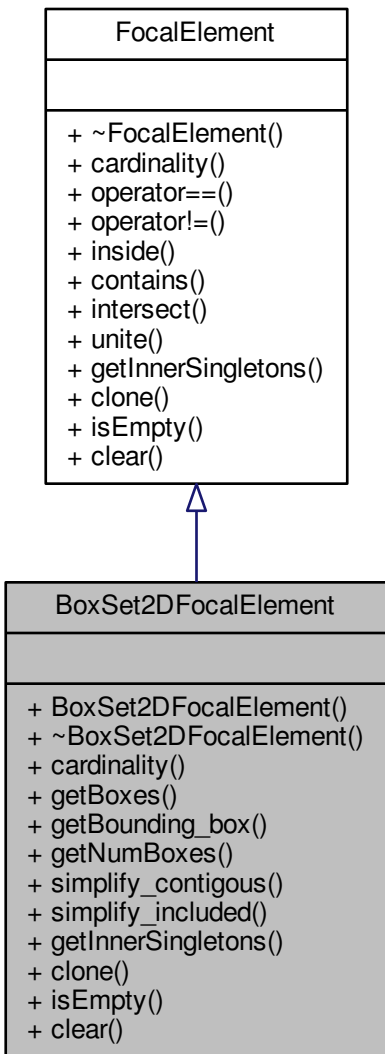 FocalElement
+ ~FocalElement()
+ cardinality()
+ operator==()
+ operator!=()
+ inside()
+ contains()
+ intersect()
+ unite()
+ getInnerSingletons()
+ clone()
+ isEmpty()
+ clear()
BoxSet2DFocalElement
+ BoxSet2DFocalElement()
+ ~BoxSet2DFocalElement()
+ cardinality()
+ getBoxes()
+ getBounding_box()
+ getNumBoxes()
+ simplify_contigous()
+ simplify_included()
+ getInnerSingletons()
+ clone()
+ isEmpty()
+ clear()